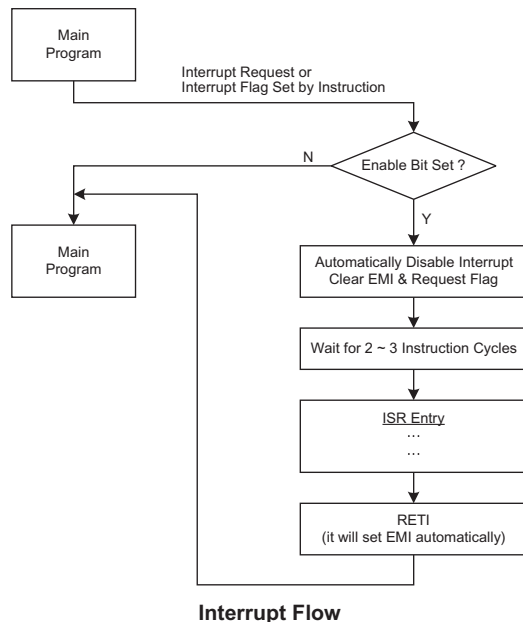 Main
Program
Interrupt Request or
Interrupt Flag Set by Instruction
N
Enable Bit Set ?
Y
Main
Program
Automatically Disable Interrupt
Clear EMI & Request Flag
Wait for 2 ~ 3 Instruction Cycles
ISR Entry
...
...
RETI
(it will set EMI automatically)
Interrupt Flow